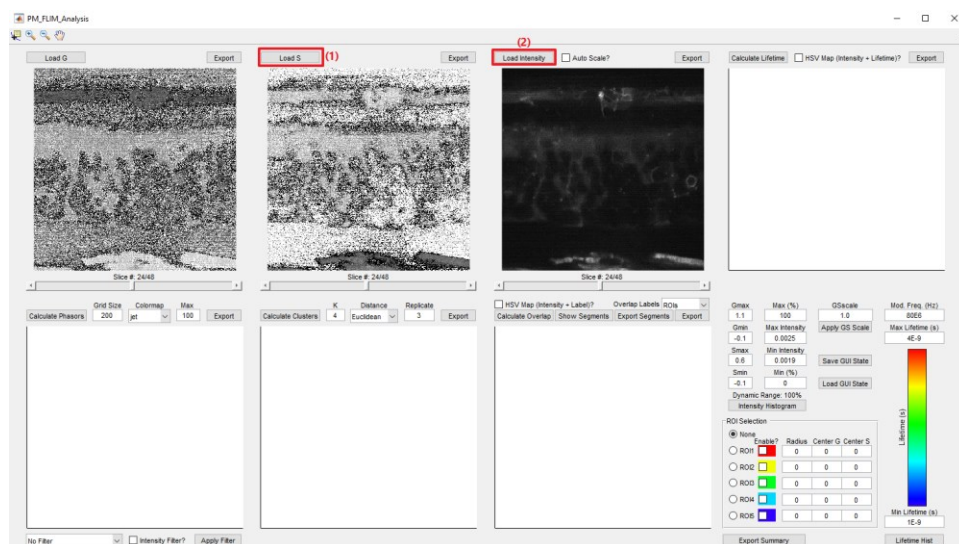 PM_FLIM_Analysis
(2)
Load G Export Load S (1) Export Load Intensity Auto Scale? Export Calculate Lifetime HSV Map (Intensity + Lifetime)? Export
Slice #: 24/48 Slice #: 24/48 Slice #: 24/48
Grid Size Colormap Max K Distance Replicate HSV Map (Intensity + Label)? Overlap Labels ROIs
Calculate Phasors 200 jet 100 Export Calculate Clusters 4 Euclidean 3 Export Calculate Overlap Show Segments Export Segments Export
Gmax Max (%) GScale Mod. Freq. (Hz)
1.1 100 1.0 80E6
Gmin Max Intensity Apply GS Scale Max Lifetime (s)
-0.1 0.0025 4E-9
Smax Min Intensity
0.6 0.0019 Save GUI State
Smin Min (%)
-0.1 0 Load GUI State
Dynamic Range: 100%
Intensity Histogram
Lifetime (s)
ROI Selection
None
Enable? Radius Center G Center S
ROI1 0 0 0
ROI2 0 0 0
ROI3 0 0 0
ROI4 0 0 0
ROI5 0 0 0
Min Lifetime (s)
1E-9
No Filter Intensity Filter? Apply Filter Export Summary Lifetime Hist